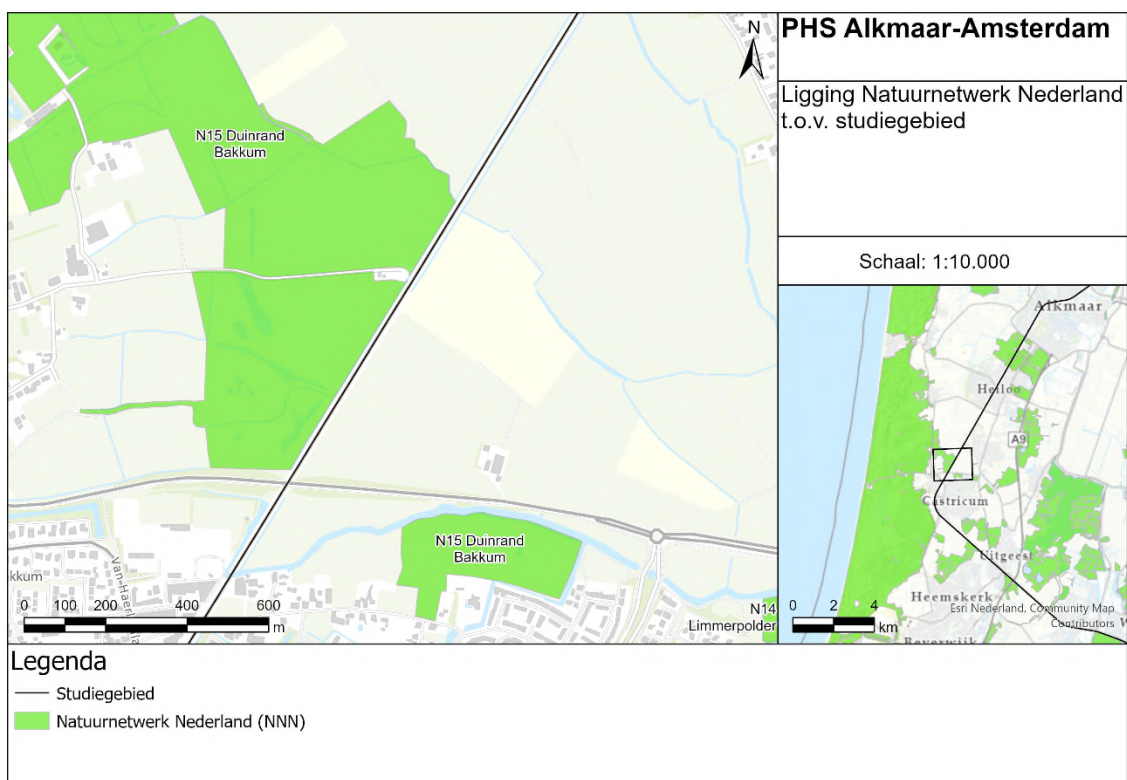 PHS Alkmaar-Amsterdam
Ligging Natuurnetwerk Nederland
t.o.v. studiegebied
Schaal: 1:10.000
N
N15 Duinrand
Bakkum
N15 Duinrand
Bakkum
N14
Limmerpolder
0 100 200 400 600
m
Alkmaar
Heiloo
A9
Castricum
Uitgeest
Heemskerk
Esri Nederland, Community Map
Contributors
Beverwijk
0 2 4
km
Legenda
Studiegebied
Natuurnetwerk Nederland (NNN)